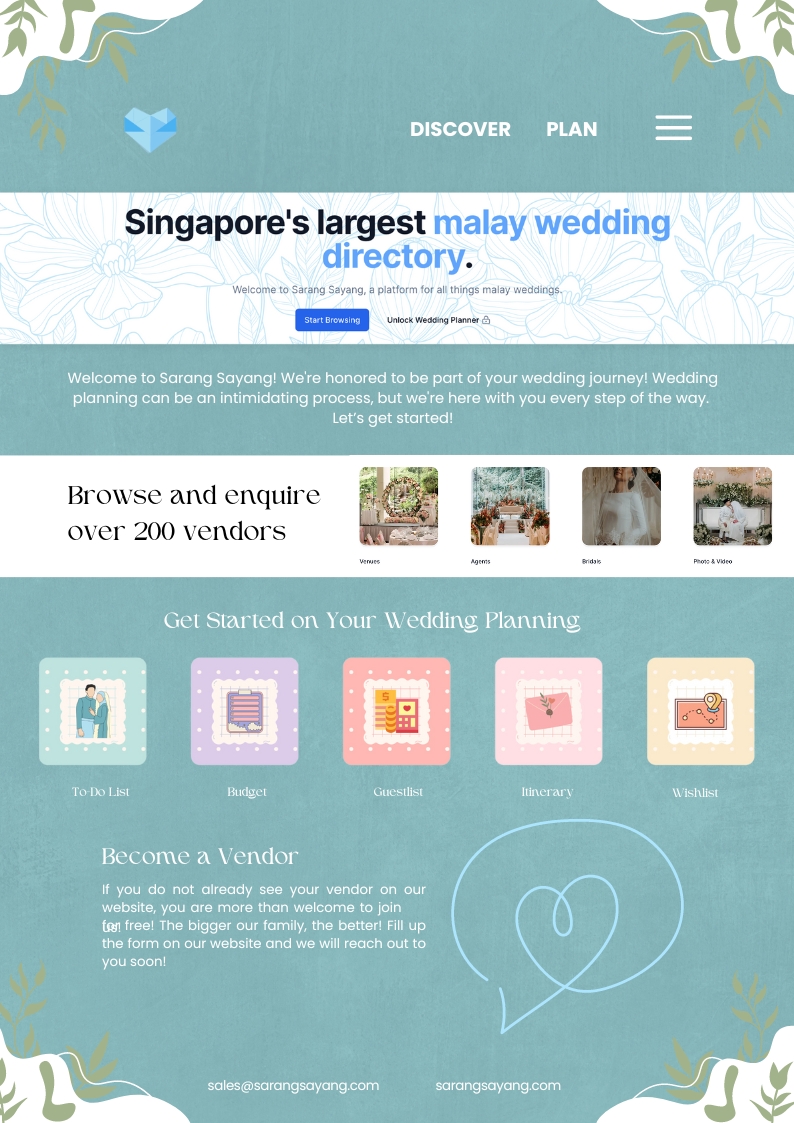 DISCOVER PLAN
Singapore's largest malay wedding
directory.
Welcome to Sarang Sayang, a platform for all things malay weddings.
Start Browsing Unlock Wedding Planner
Welcome to Sarang Sayang! We're honored to be part of your wedding journey! Wedding
planning can be an intimidating process, but we're here with you every step of the way.
Let's get started!
Browse and enquire
over 200 vendors
Venues Agents Bridals Photo & Video
Get Started on Your Wedding Planning
To-Do List Budget Guestlist Itinerary Wishlist
Become a Vendor
If you do not already see your vendor on our
website, you are more than welcome to join
us!
for free! The bigger our family, the better! Fill up
the form on our website and we will reach out to
you soon!
sales@sarangsayang.com sarangsayang.com